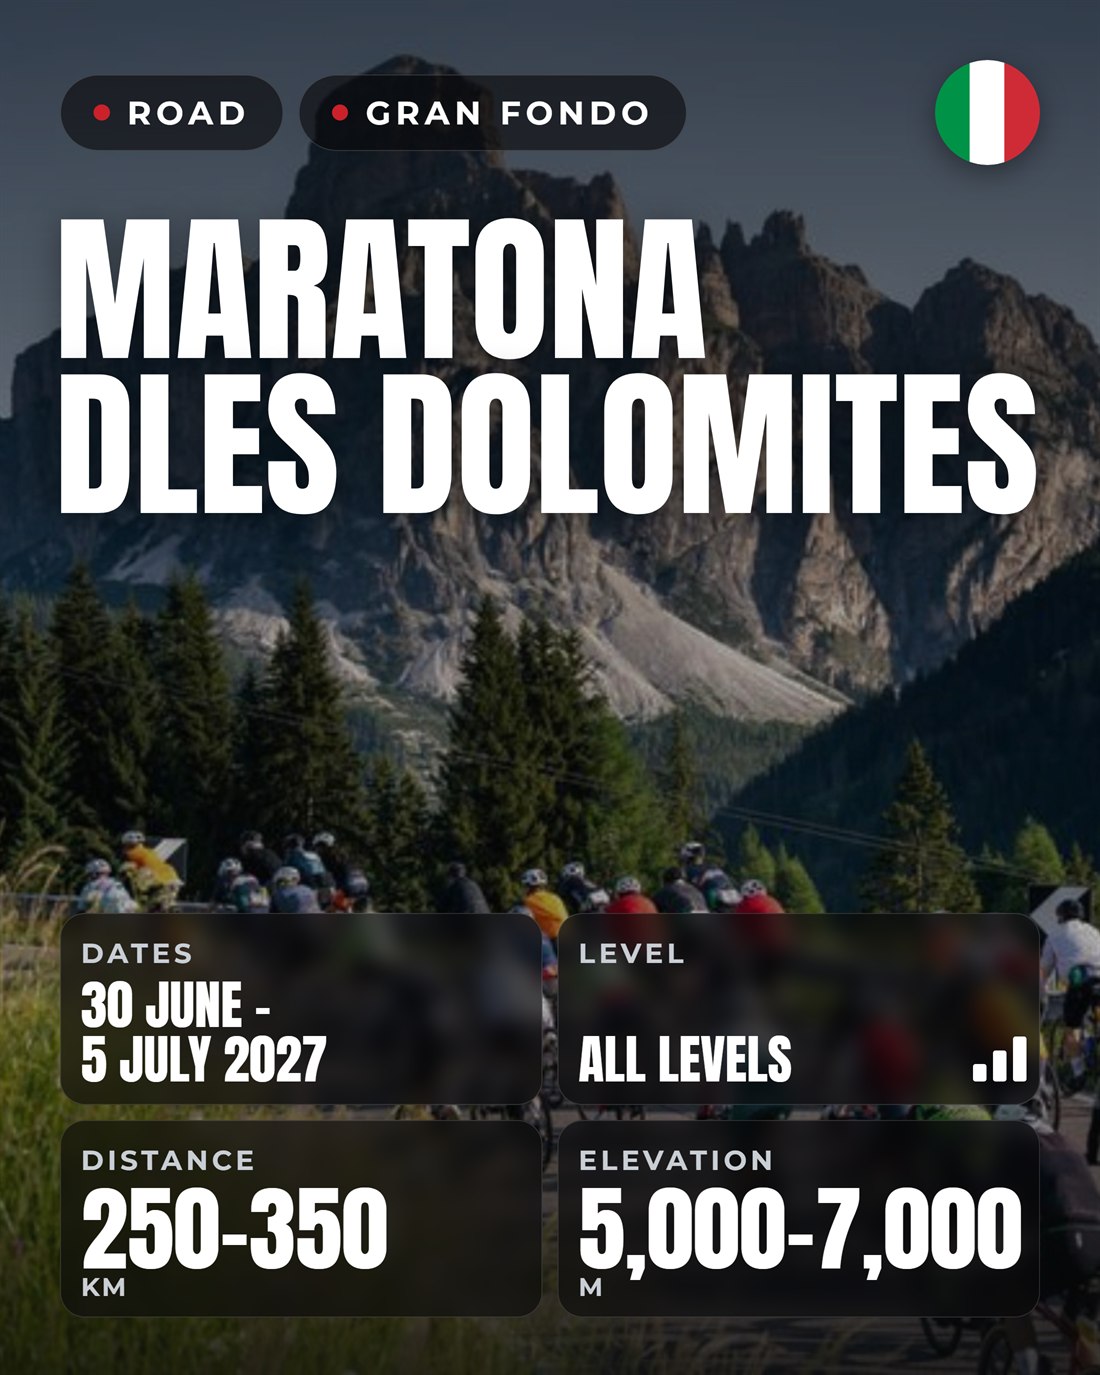 ROAD
GRAN FONDO
MARATONA
DLES DOLOMITES
DATES
30 JUNE -
5 JULY 2027
LEVEL
ALL LEVELS
DISTANCE
250-350
KM
ELEVATION
5,000-7,000
M